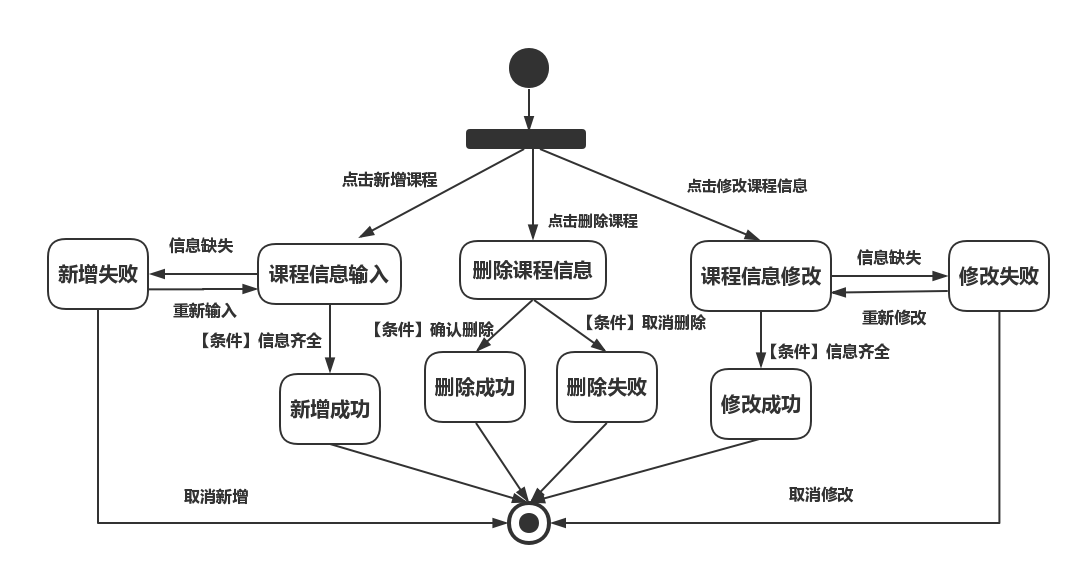 点击新增课程
点击修改课程信息
点击删除课程
信息缺失
信息缺失
新增失败
课程信息输入
删除课程信息
课程信息修改
修改失败
重新输入
重新修改
【条件】信息齐全
【条件】确认删除
【条件】取消删除
【条件】信息齐全
新增成功
删除成功
删除失败
修改成功
取消新增
取消修改